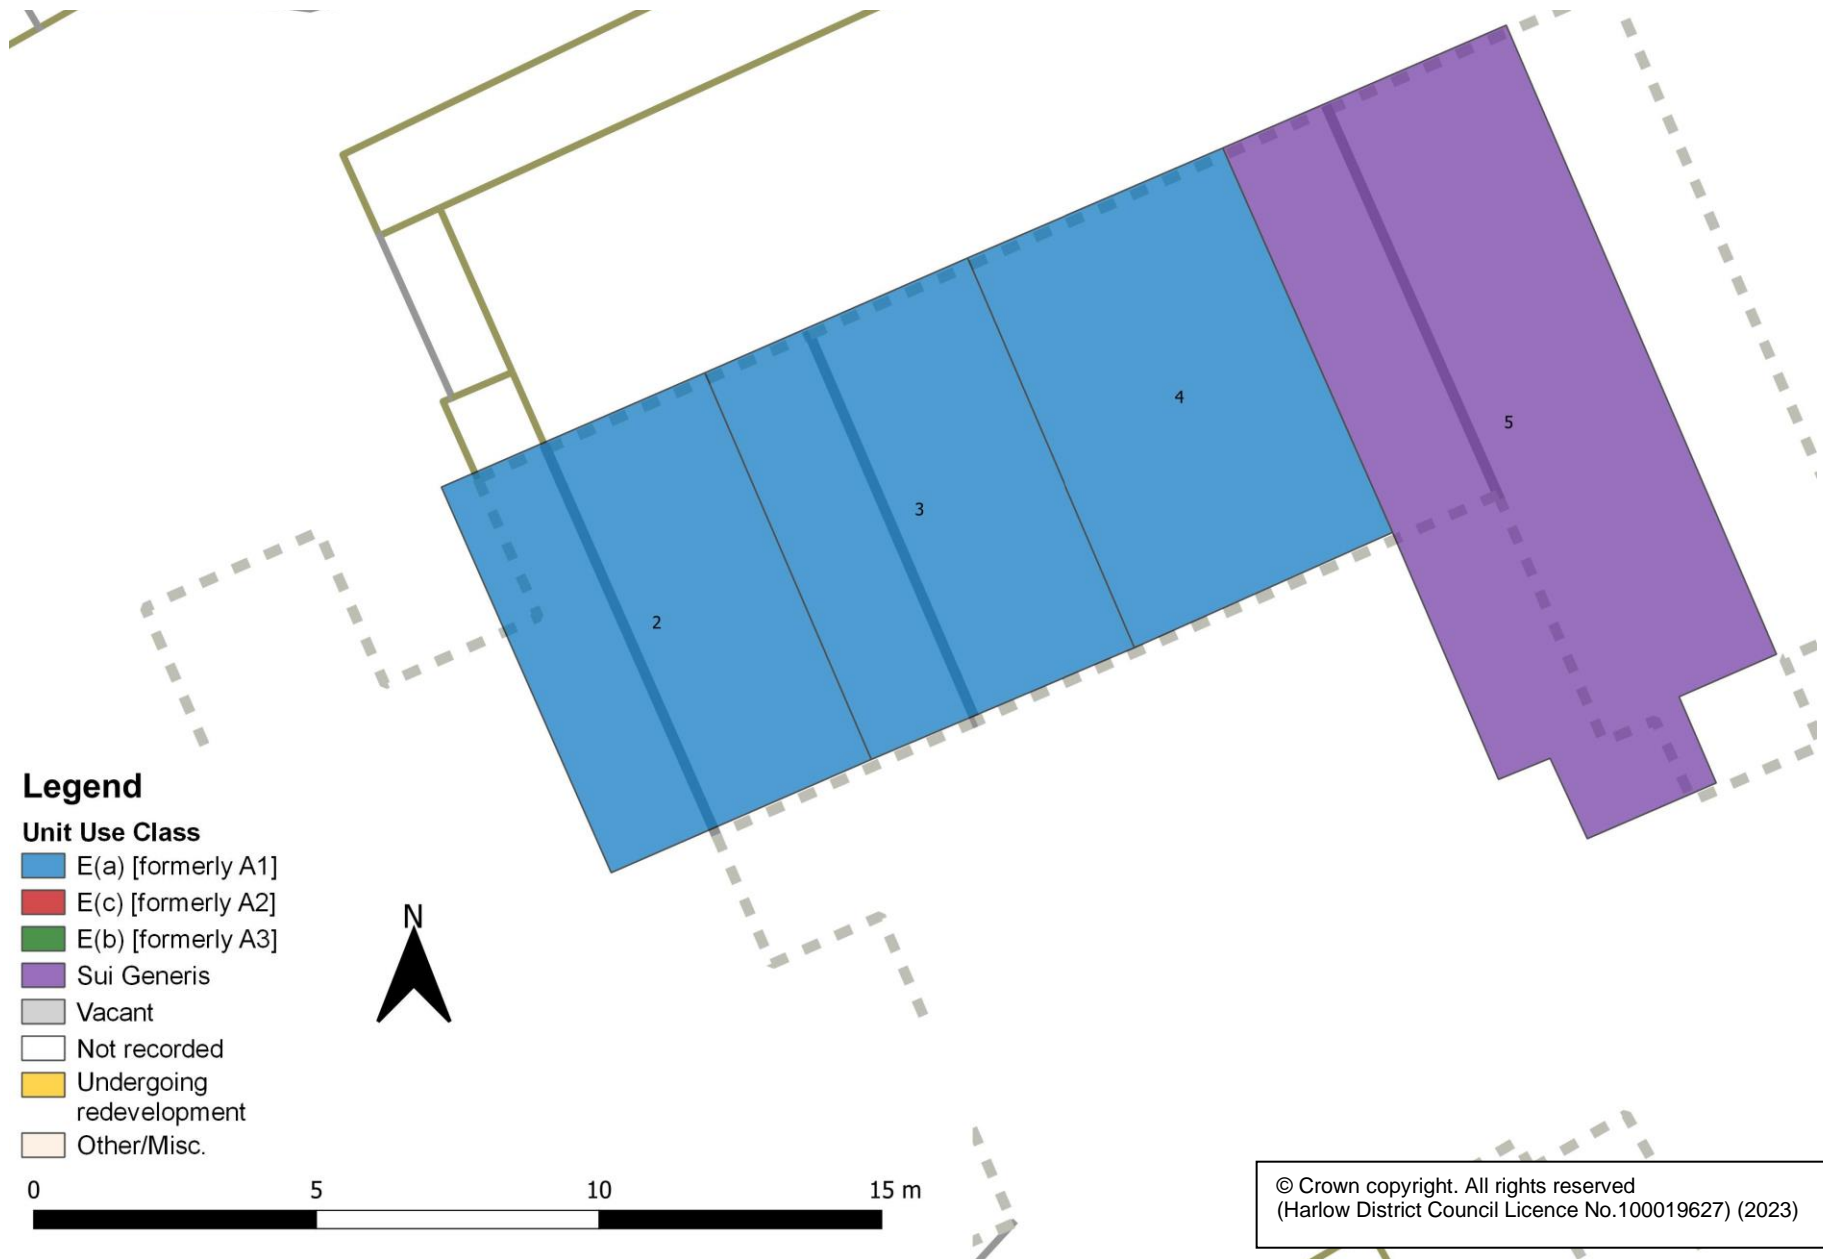 5
4
3
2
Legend
Unit Use Class
E(a) [formerly A1]
E(c) [formerly A2]
E(b) [formerly A3]
Sui Generis
Vacant
Not recorded
Undergoing
redevelopment
Other/Misc.
N
0 5 10 15 m
© Crown copyright. All rights reserved
(Harlow District Council Licence No.100019627) (2023)